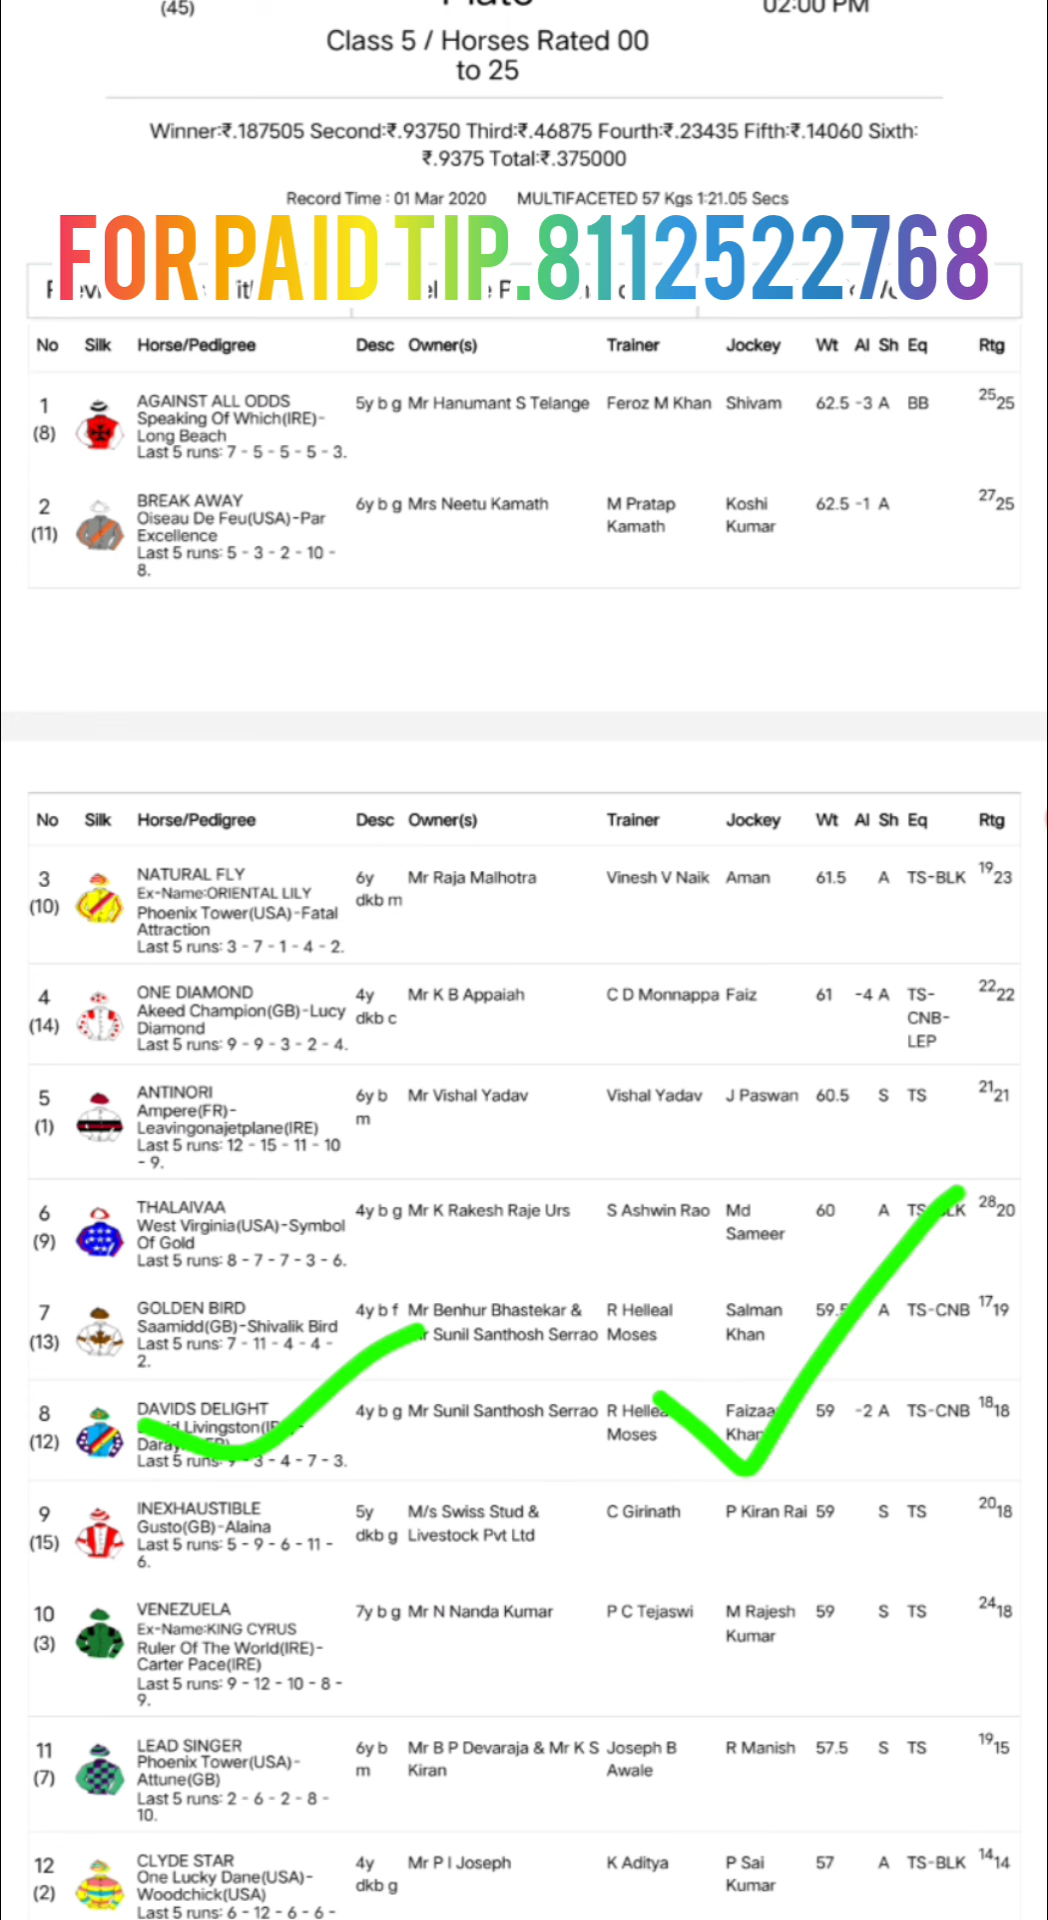 (45)
Plate
02:00 PM
Class 5 / Horses Rated 00
to 25
Winner:₹.187505 Second:₹.93750 Third:₹.46875 Fourth:₹.23435 Fifth:₹.14060 Sixth:
₹.9375 Total:₹.375000
Record Time : 01 Mar 2020 MULTIFACETED 57 Kgs 1:21.05 Secs
FOR PAID TIP.8112522768
No Silk Horse/Pedigree Desc Owner(s) Trainer Jockey Wt Al Sh Eq Rtg
1 AGAINST ALL ODDS 5y b g Mr Hanumant S Telange Feroz M Khan Shivam 62.5 -3 A BB 25 25
(8) Speaking Of Which(IRE)-
Long Beach
Last 5 runs: 7 - 5 - 5 - 5 - 3.
2 BREAK AWAY 6y b g Mrs Neetu Kamath M Pratap Koshi 62.5 -1 A 27 25
(11) Oiseau De Feu(USA)-Par Kamath Kumar
Excellence
Last 5 runs: 5 - 3 - 2 - 10 -
8.
No Silk Horse/Pedigree Desc Owner(s) Trainer Jockey Wt Al Sh Eq Rtg
3 NATURAL FLY 6y Mr Raja Malhotra Vinesh V Naik Aman 61.5 A TS-BLK 19 23
(10) Ex-Name:ORIENTAL LILY dkb m
Phoenix Tower(USA)-Fatal
Attraction
Last 5 runs: 3 - 7 - 1 - 4 - 2.
4 ONE DIAMOND 4y Mr K B Appaiah C D Monnappa Faiz 61 -4 A TS- 22 22
(14) Akeed Champion(GB)-Lucy dkb c CNB-
Diamond LEP
Last 5 runs: 9 - 9 - 3 - 2 - 4.
5 ANTINORI 6y b Mr Vishal Yadav Vishal Yadav J Paswan 60.5 S TS 21 21
(1) Ampere(FR)- m
Leavingonajetplane(IRE)
Last 5 runs: 12 - 15 - 11 - 10
- 9.
6 THALAIVAA 4y b g Mr K Rakesh Raje Urs S Ashwin Rao Md 60 A TS-BLK 28 20
(9) West Virginia(USA)-Symbol Sameer
Of Gold
Last 5 runs: 8 - 7 - 7 - 3 - 6.
7 GOLDEN BIRD 4y b f Mr Benhur Bhastekar & R Helleal Salman 59.5 A TS-CNB 17 19
(13) Saamidd(GB)-Shivalik Bird Mr Sunil Santhosh Serrao Moses Khan
Last 5 runs: 7 - 11 - 4 - 4 -
2.
8 DAVIDS DELIGHT 4y b g Mr Sunil Santhosh Serrao R Helleal Faizaan 59 -2 A TS-CNB 18 18
(12) Livingston Moses Khan
Last 5 runs: - 3 - 4 - 7 - 3.
9 INEXHAUSTIBLE 5y M/s Swiss Stud & C Girinath P Kiran Rai 59 S TS 20 18
(15) Gusto(GB)-Alaina dkb g Livestock Pvt Ltd
Last 5 runs: 5 - 9 - 6 - 11 -
6.
10 VENEZUELA 7y b g Mr N Nanda Kumar P C Tejaswi M Rajesh 59 S TS 24 18
(3) Ex-Name:KING CYRUS Kumar
Ruler Of The World(IRE)-
Carter Pace(IRE)
Last 5 runs: 9 - 12 - 10 - 8 -
9.
11 LEAD SINGER 6y b Mr B P Devaraja & Mr K S Joseph B R Manish 57.5 S TS 19 15
(7) Phoenix Tower(USA)- m Kiran Awale
Attune(GB)
Last 5 runs: 2 - 6 - 2 - 8 -
10.
12 CLYDE STAR 4y Mr P I Joseph K Aditya P Sai 57 A TS-BLK 14 14
(2) One Lucky Dane(USA)- dkb g Kumar
Woodchick(USA)
Last 5 runs: 6 - 12 - 6 - 6 -